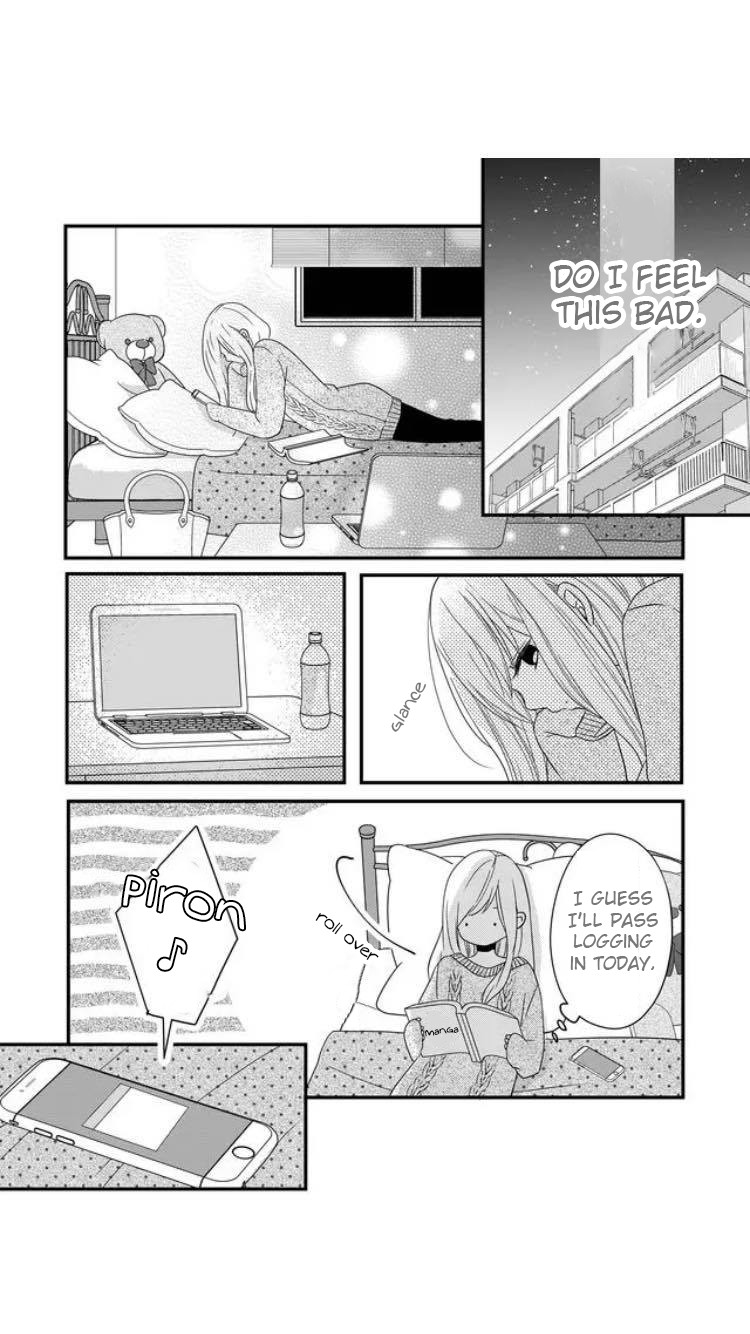 DO I FEEL
THIS BAD.
Glance
Piron
♪
roll over
I GUESS
I'LL PASS
LOGGING
IN TODAY.
manga